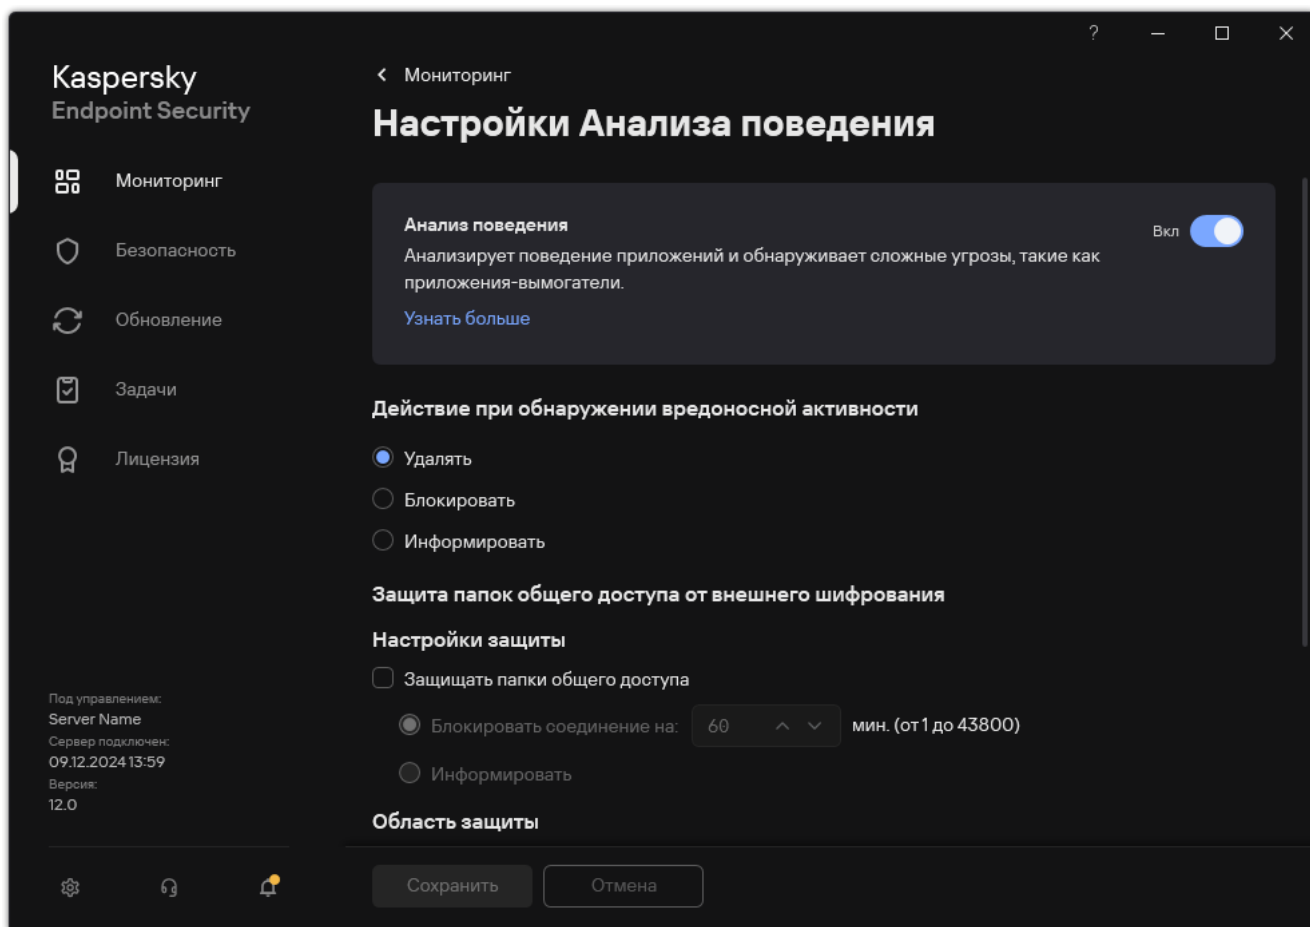 ?
Kaspersky
Endpoint Security
Мониторинг
Безопасность
Обновление
Задачи
Лицензия
Под управлением:
Server Name
Сервер подключен:
09.12.2024 13:59
Версия:
12.0
Мониторинг
Настройки Анализа поведения
Анализ поведения
Вкл
Анализирует поведение приложений и обнаруживает сложные угрозы, такие как
приложения-вымогатели.
Узнать больше
Действие при обнаружении вредоносной активности
Удалять
Блокировать
Информировать
Защита папок общего доступа от внешнего шифрования
Настройки защиты
Защищать папки общего доступа
Блокировать соединение на: 60 мин. (от 1 до 43800)
Информировать
Область защиты
Сохранить
Отмена